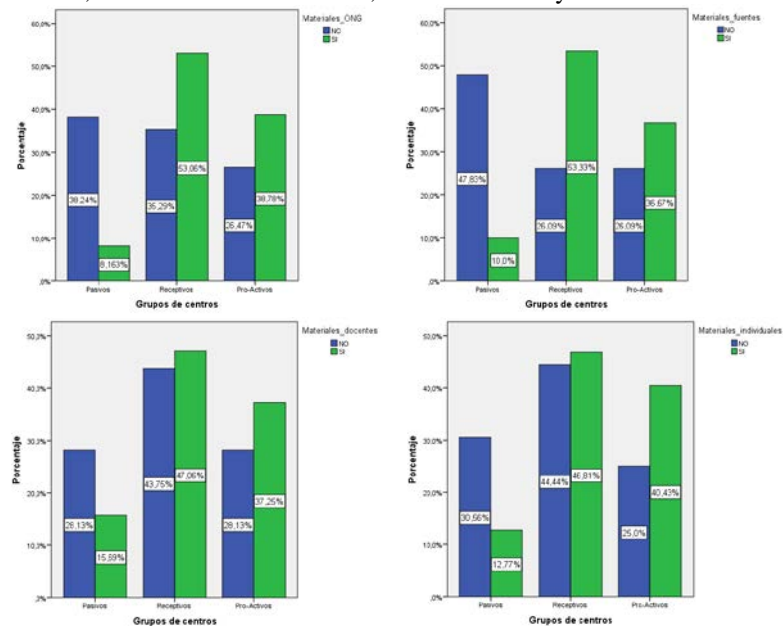 Materiales_ONG
NO
SI
60,0%
50,0%
40,0%
30,0%
20,0%
10,0%
,0%
Porcentaje
38,24%
8,163%
35,29%
53,06%
26,47%
38,78%
Pasivos
Receptivos
Pro-Activos
Grupos de centros
Materiales_fuentes
NO
SI
60,0%
50,0%
40,0%
30,0%
20,0%
10,0%
,0%
Porcentaje
47,83%
10,0%
26,09%
53,33%
26,09%
36,67%
Pasivos
Receptivos
Pro-Activos
Grupos de centros
Materiales_docentes
NO
SI
50,0%
40,0%
30,0%
20,0%
10,0%
,0%
Porcentaje
28,13%
15,69%
43,75%
47,06%
28,13%
37,25%
Pasivos
Receptivos
Pro-Activos
Grupos de centros
Materiales_individuales
NO
SI
50,0%
40,0%
30,0%
20,0%
10,0%
,0%
Porcentaje
30,56%
12,77%
44,44%
46,81%
25,0%
40,43%
Pasivos
Receptivos
Pro-Activos
Grupos de centros